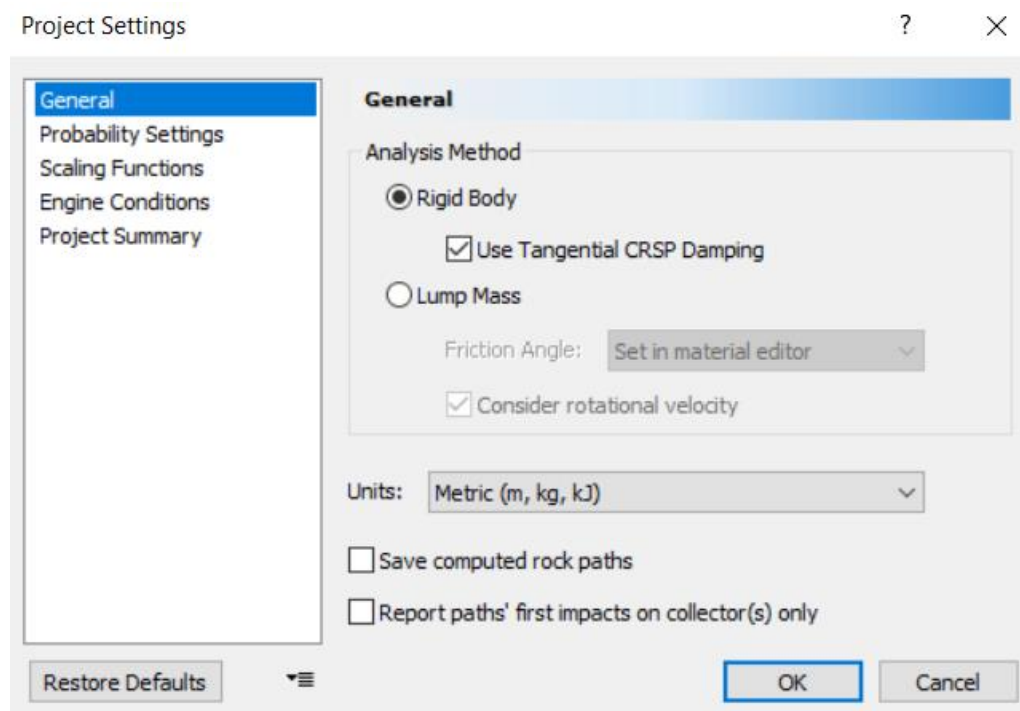 Project Settings
?
General
Probability Settings
Scaling Functions
Engine Conditions
Project Summary
General
Analysis Method
Rigid Body
Use Tangential CRSP Damping
Lump Mass
Friction Angle: Set in material editor
Consider rotational velocity
Units: Metric (m, kg, kJ)
Save computed rock paths
Report paths' first impacts on collector(s) only
Restore Defaults
OK
Cancel